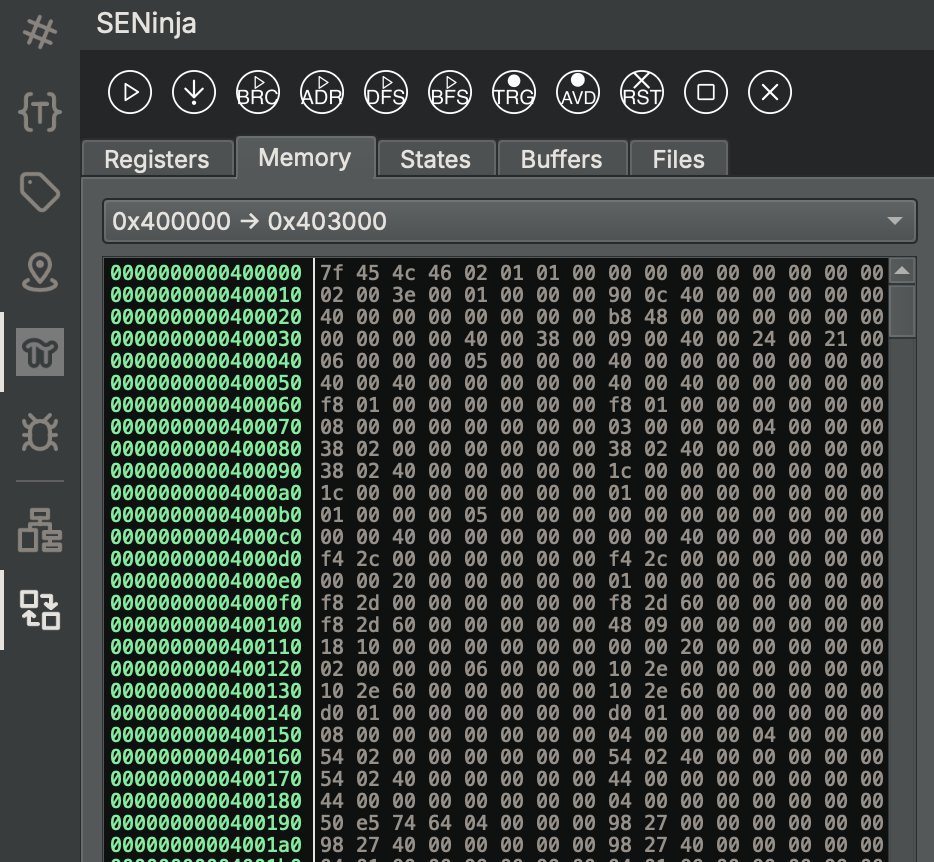 SENinja
BRC ADR DFS BFS TRG AVD RST
Registers Memory States Buffers Files
0x400000 → 0x403000
0000000000400000 7f 45 4c 46 02 01 01 00 00 00 00 00 00 00 00 00
0000000000400010 02 00 3e 00 01 00 00 00 90 0c 40 00 00 00 00 00
0000000000400020 40 00 00 00 00 00 00 00 b8 48 00 00 00 00 00 00
0000000000400030 00 00 00 00 40 00 38 00 09 00 40 00 24 00 21 00
0000000000400040 06 00 00 00 05 00 00 00 40 00 00 00 00 00 00 00
0000000000400050 40 00 40 00 00 00 00 00 40 00 40 00 00 00 00 00
0000000000400060 f8 01 00 00 00 00 00 00 f8 01 00 00 00 00 00 00
0000000000400070 08 00 00 00 00 00 00 00 03 00 00 00 04 00 00 00
0000000000400080 38 02 00 00 00 00 00 00 38 02 40 00 00 00 00 00
0000000000400090 38 02 40 00 00 00 00 00 1c 00 00 00 00 00 00 00
00000000004000a0 1c 00 00 00 00 00 00 00 01 00 00 00 00 00 00 00
00000000004000b0 01 00 00 00 05 00 00 00 00 00 00 00 00 00 00 00
00000000004000c0 00 00 40 00 00 00 00 00 00 00 40 00 00 00 00 00
00000000004000d0 f4 2c 00 00 00 00 00 00 f4 2c 00 00 00 00 00 00
00000000004000e0 00 00 20 00 00 00 00 00 01 00 00 00 06 00 00 00
00000000004000f0 f8 2d 00 00 00 00 00 00 f8 2d 60 00 00 00 00 00
0000000000400100 f8 2d 60 00 00 00 00 00 48 09 00 00 00 00 00 00
0000000000400110 18 10 00 00 00 00 00 00 00 00 20 00 00 00 00 00
0000000000400120 02 00 00 00 06 00 00 00 10 2e 00 00 00 00 00 00
0000000000400130 10 2e 60 00 00 00 00 00 10 2e 60 00 00 00 00 00
0000000000400140 d0 01 00 00 00 00 00 00 d0 01 00 00 00 00 00 00
0000000000400150 08 00 00 00 00 00 00 00 04 00 00 00 04 00 00 00
0000000000400160 54 02 00 00 00 00 00 00 54 02 40 00 00 00 00 00
0000000000400170 54 02 40 00 00 00 00 00 44 00 00 00 00 00 00 00
0000000000400180 44 00 00 00 00 00 00 00 04 00 00 00 00 00 00 00
0000000000400190 50 e5 74 64 04 00 00 00 98 27 00 00 00 00 00 00
00000000004001a0 98 27 40 00 00 00 00 00 98 27 40 00 00 00 00 00